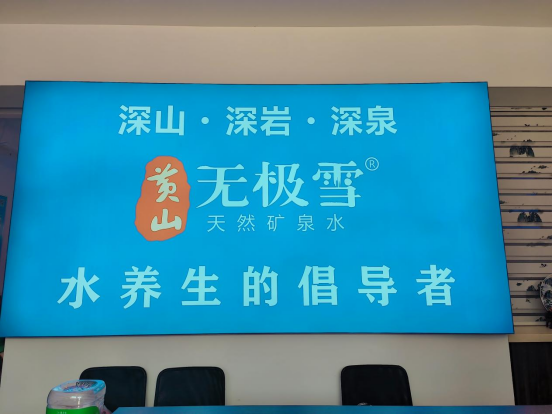 深山·深岩·深泉
黄山
无极雪®
天然矿泉水
水养生的倡导者